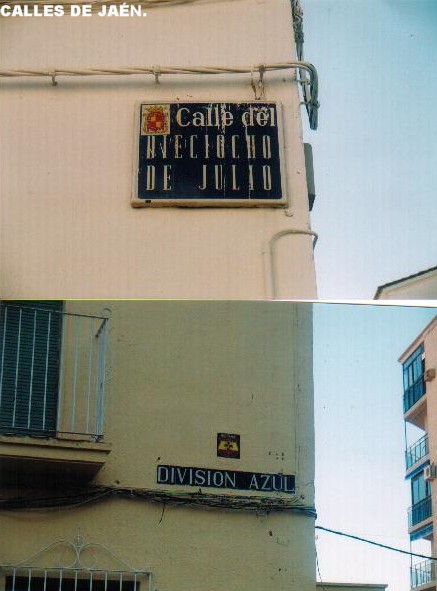 CALLES DE JAÉN.
Calle del
DIECIOCHO
DE JULIO
DIVISION AZUL